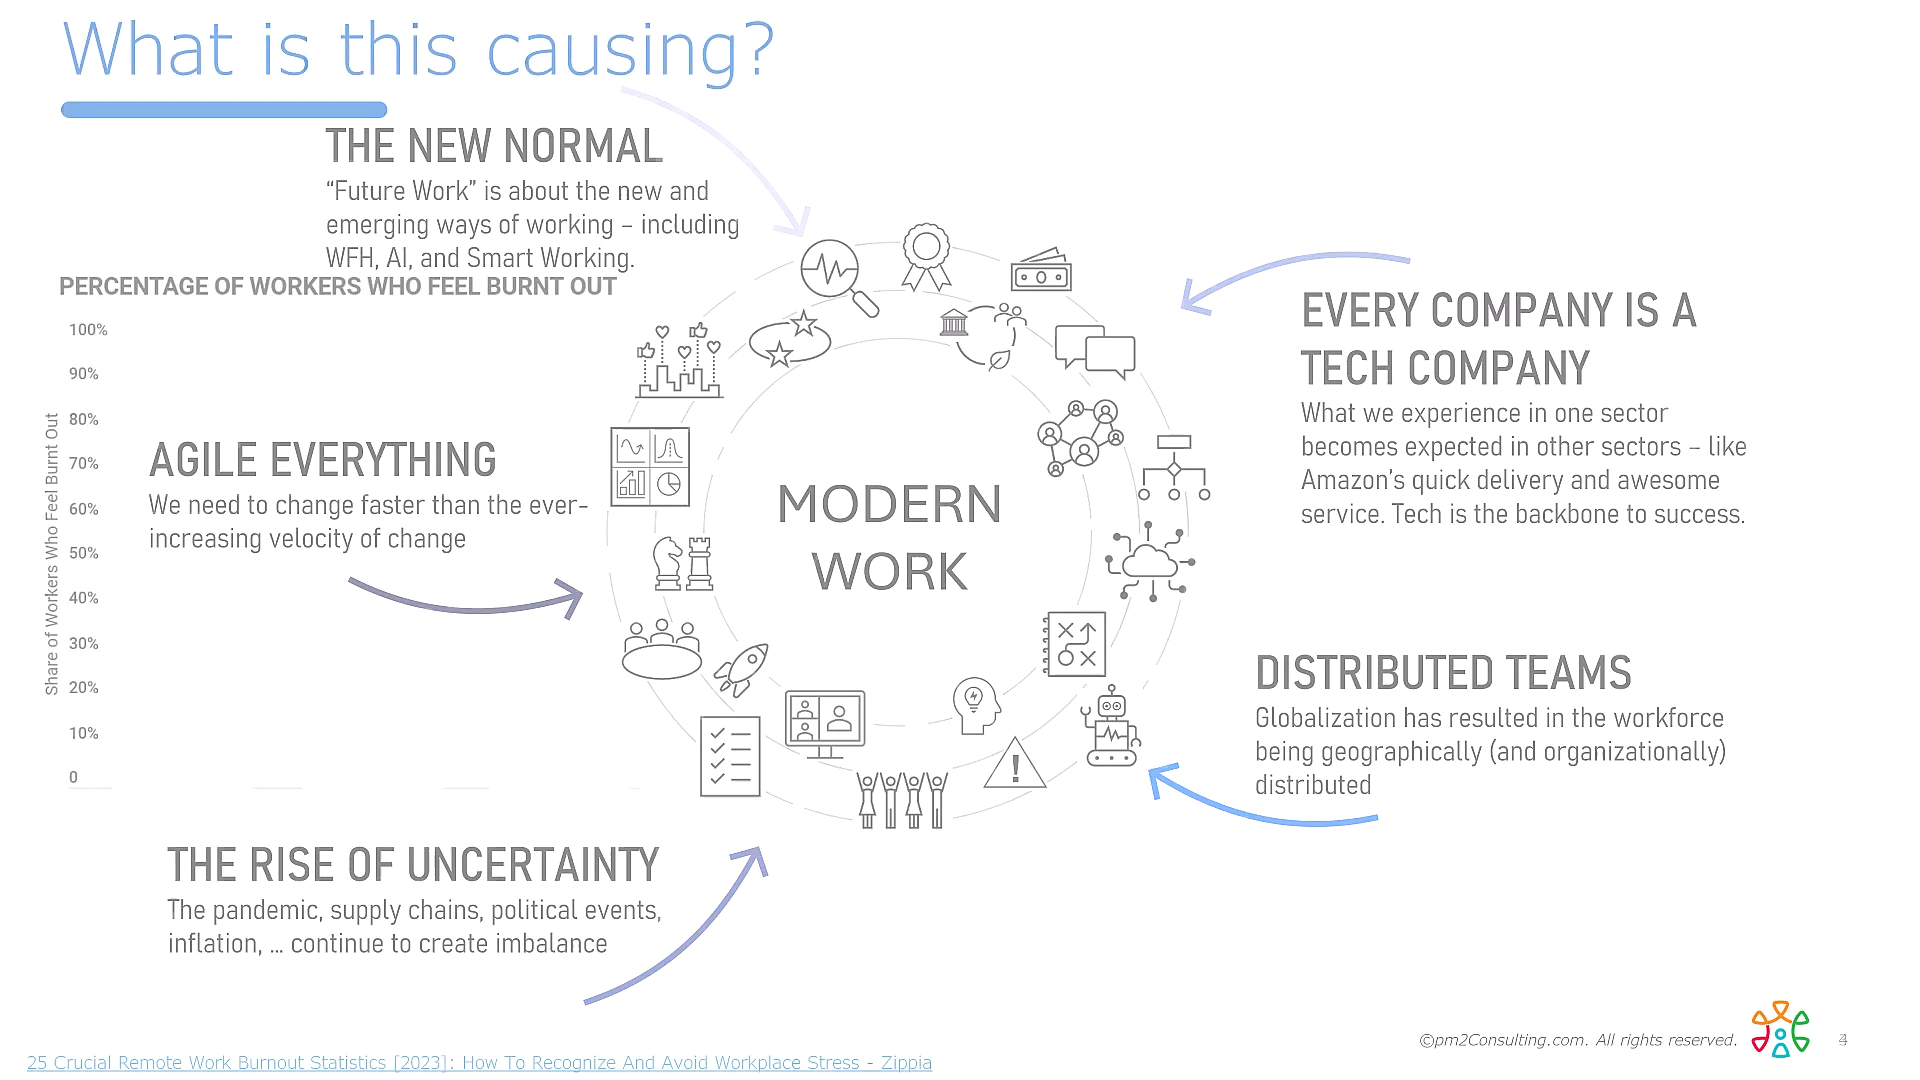 What is this causing?
THE NEW NORMAL
“Future Work” is about the new and
emerging ways of working – including
WFH, AI, and Smart Working.
PERCENTAGE OF WORKERS WHO FEEL BURNT OUT
Share of Workers Who Feel Burnt Out
100%
90%
80%
70%
60%
50%
40%
30%
20%
10%
0
AGILE EVERYTHING
We need to change faster than the ever-
increasing velocity of change
MODERN
WORK
EVERY COMPANY IS A
TECH COMPANY
What we experience in one sector
becomes expected in other sectors – like
Amazon’s quick delivery and awesome
service. Tech is the backbone to success.
DISTRIBUTED TEAMS
Globalization has resulted in the workforce
being geographically (and organizationally)
distributed
THE RISE OF UNCERTAINTY
The pandemic, supply chains, political events,
inflation, … continue to create imbalance
©pm2Consulting.com. All rights reserved.
25 Crucial Remote Work Burnout Statistics [2023]: How To Recognize And Avoid Workplace Stress - Zippia